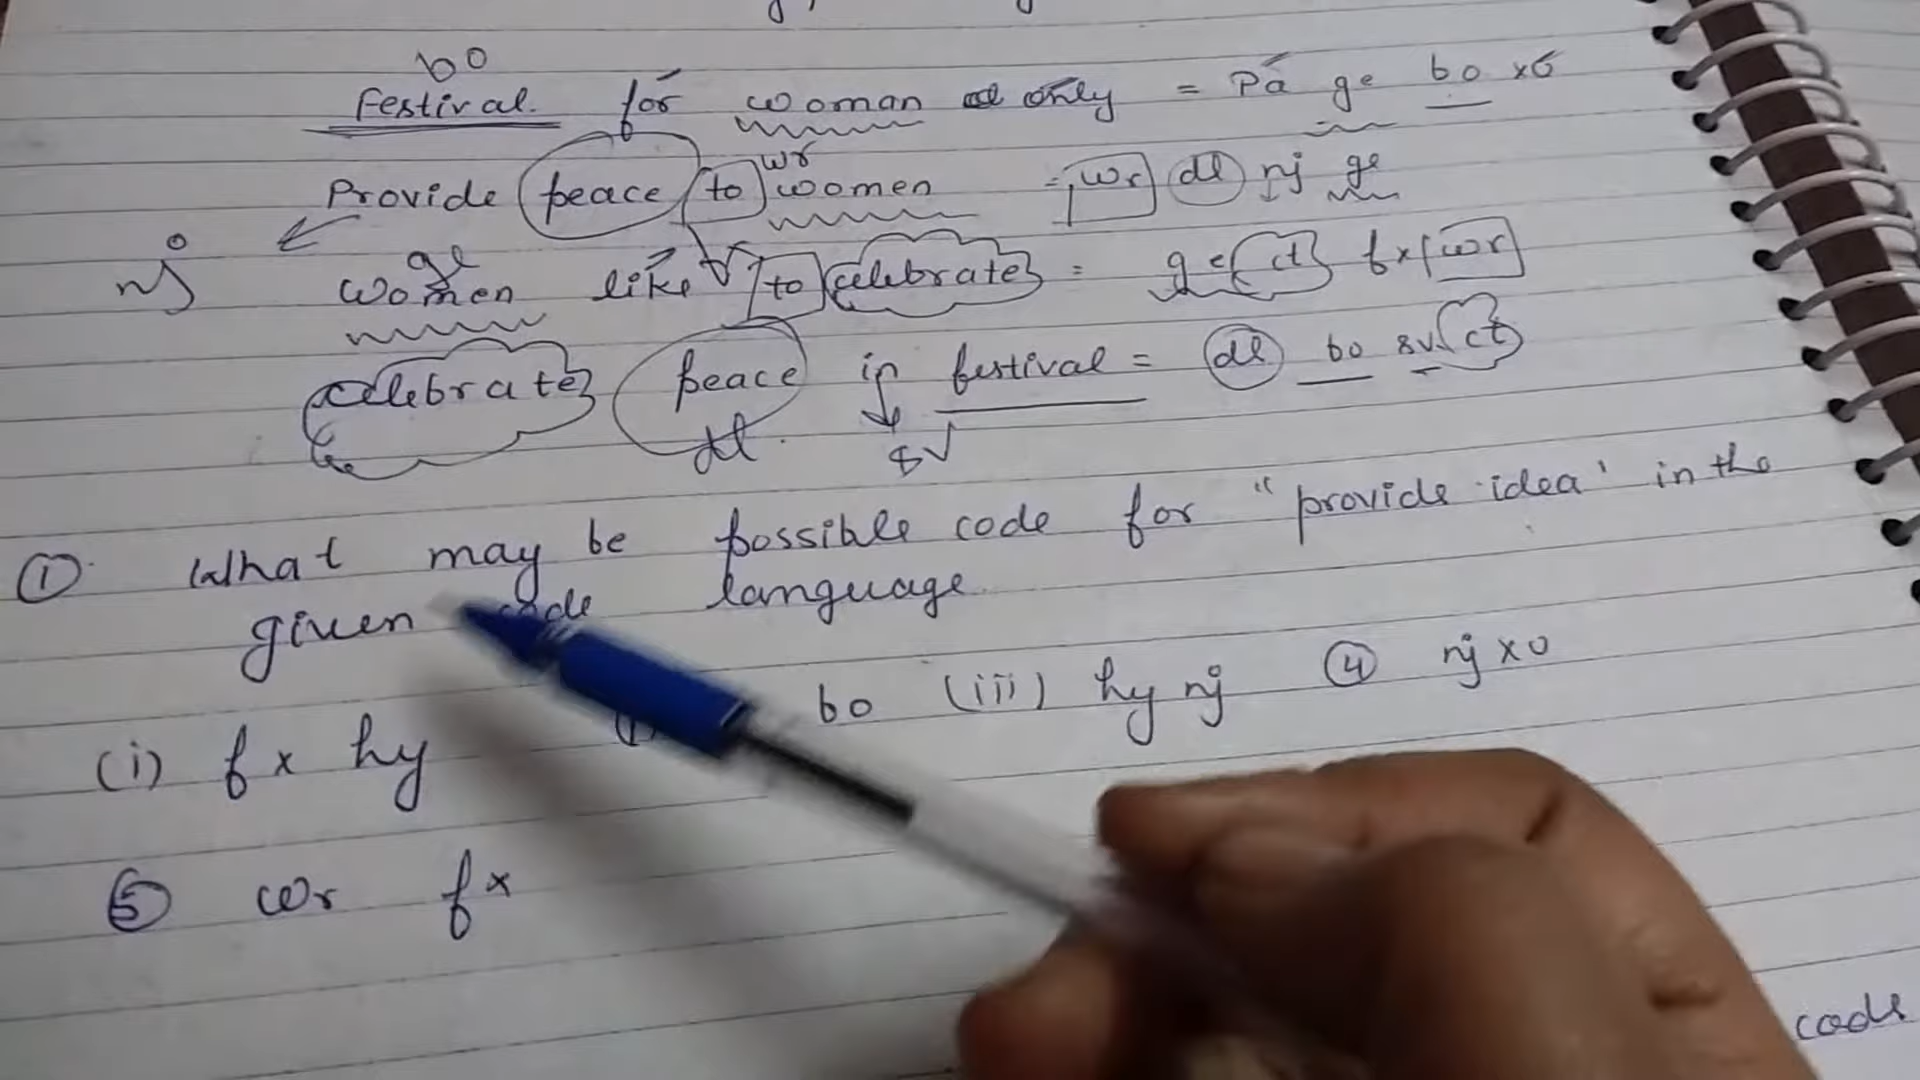 bo
Festival for woman only = Pa ge bo xo
wr
Provide peace to women = wr dl nj ge
nj
ge
women like to celebrate = ge ct fx wr
celebrate peace in festival = dl bo sv ct
dl sv
① What may be possible code for "provide idea' in the
given code language
(i) fx hy bo (iii) hy nj ④ nj xo
⑤ wr fx
code